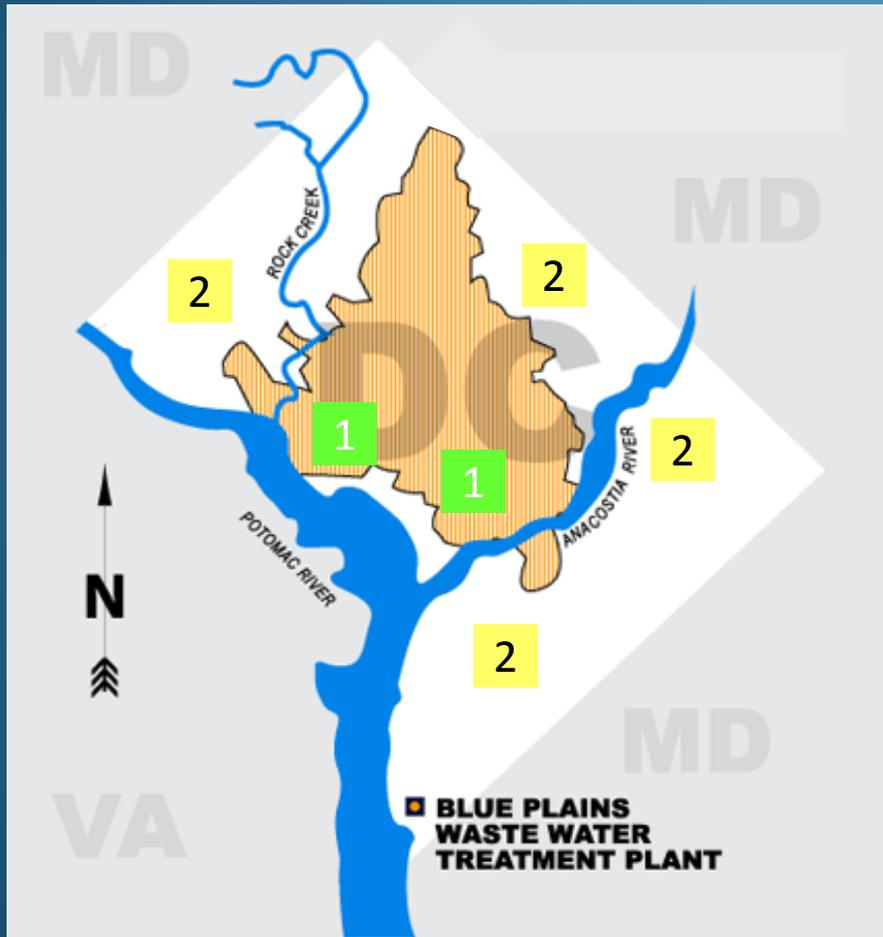 MD
MD
ROCK CREEK
2
2
DC
1
2
1
ANACOSTIA RIVER
POTOMAC RIVER
N
2
MD
VA
BLUE PLAINS
WASTE WATER
TREATMENT PLANT